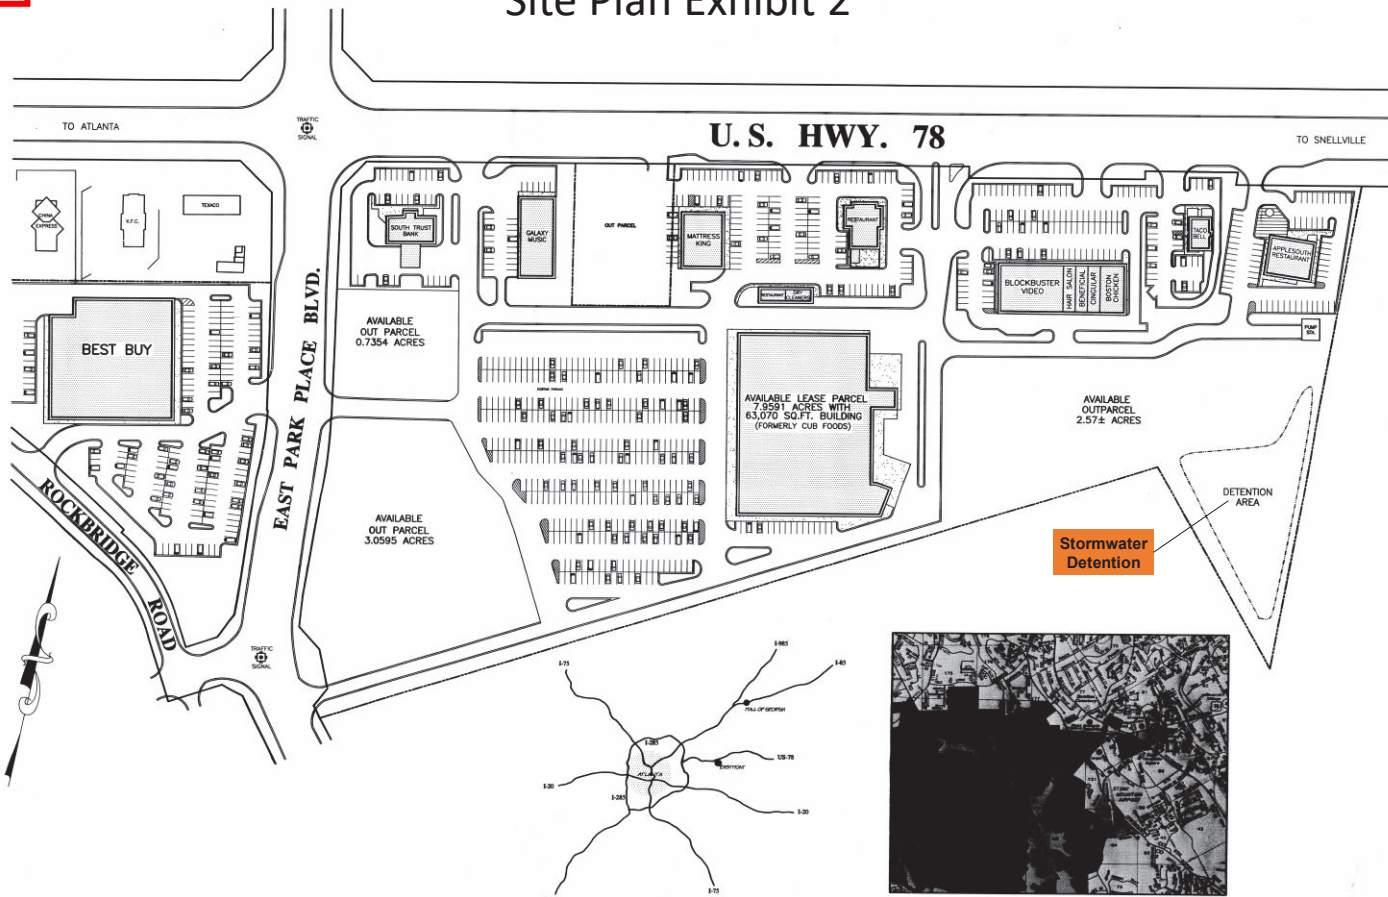 Site Plan Exhibit 2
TO ATLANTA
TRAFFIC
SIGNAL
U. S. HWY. 78
TO SNELLVILLE
CHINA
EXPRESS
K.F.C.
TEXACO
SOUTH TRUST
BANK
GALAXY
MUSIC
OUT PARCEL
MATTRESS
KING
RESTAURANT
TACO
BELL
APPLESOUTH
RESTAURANT
BLOCKBUSTER
VIDEO
HAIR SALON
BENEFICIAL
CINGULAR
BOSTON
CHICKEN
RESTAURANT
DRY
CLEANERS
PUMP
STA.
BEST BUY
EAST PARK PLACE BLVD.
AVAILABLE
OUT PARCEL
0.7354 ACRES
AVAILABLE LEASE PARCEL
7.9591 ACRES WITH
63,070 SQ.FT. BUILDING
(FORMERLY CUB FOODS)
AVAILABLE
OUTPARCEL
2.57± ACRES
ROCKBRIDGE ROAD
AVAILABLE
OUT PARCEL
3.0595 ACRES
DETENTION
AREA
Stormwater
Detention
TRAFFIC
SIGNAL
I-985
I-85
I-75
MALL OF GEORGIA
I-285
US-78
ATLANTA
I-20
I-285
I-20
I-75